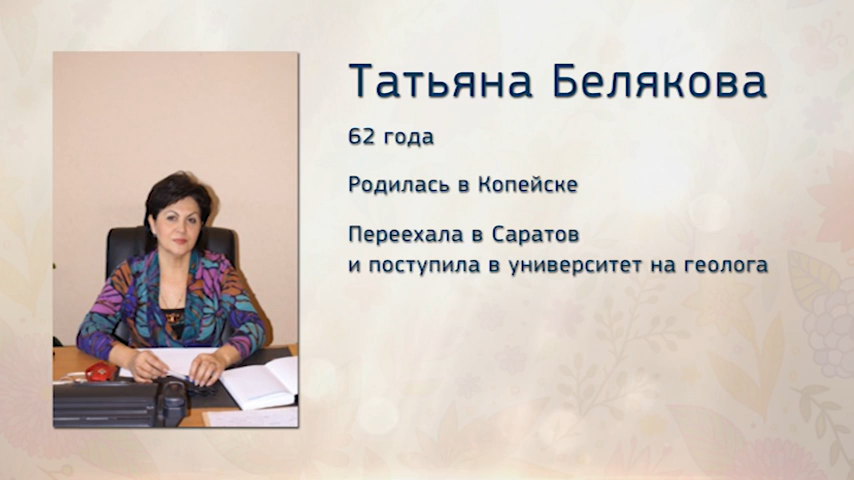 Татьяна Белякова
62 года
Родилась в Копейске
Переехала в Саратов
и поступила в университет на геолога